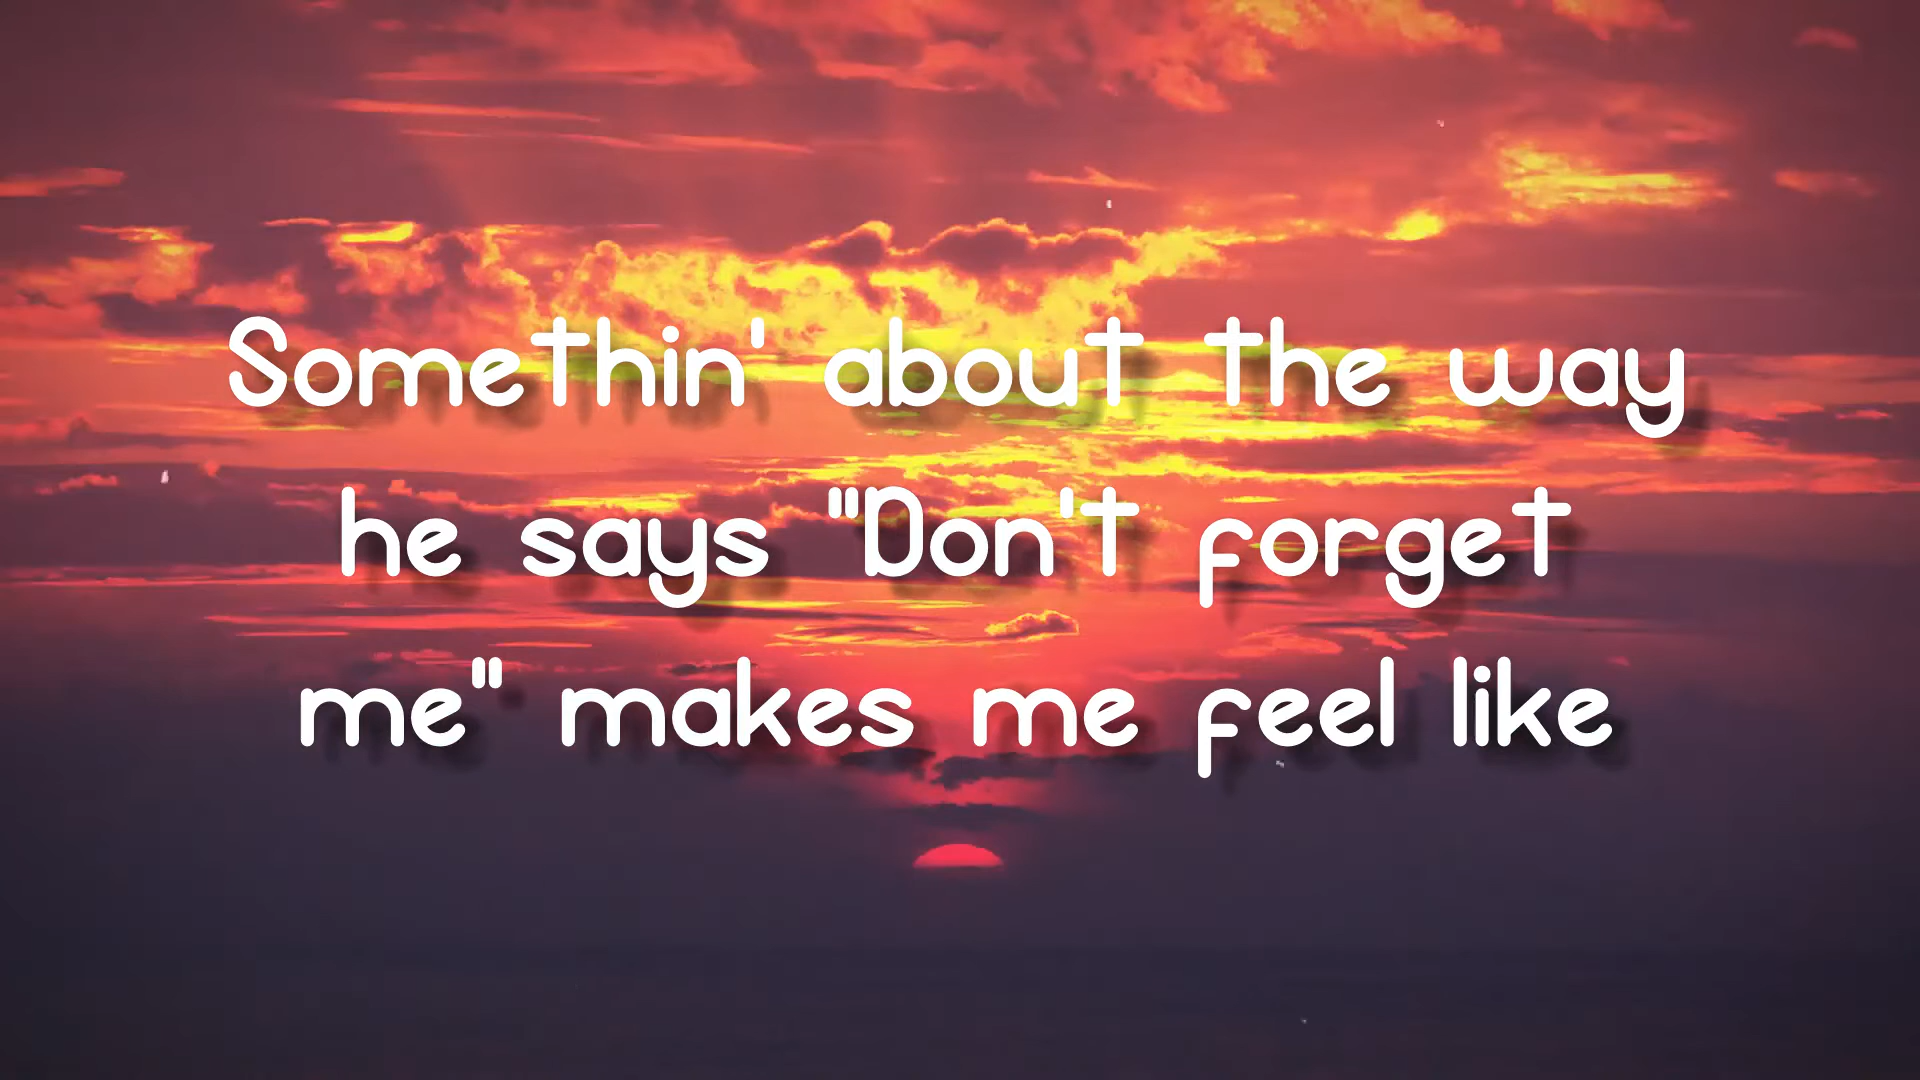 Somethin' about the way
he says "Don't forget
me" makes me feel like